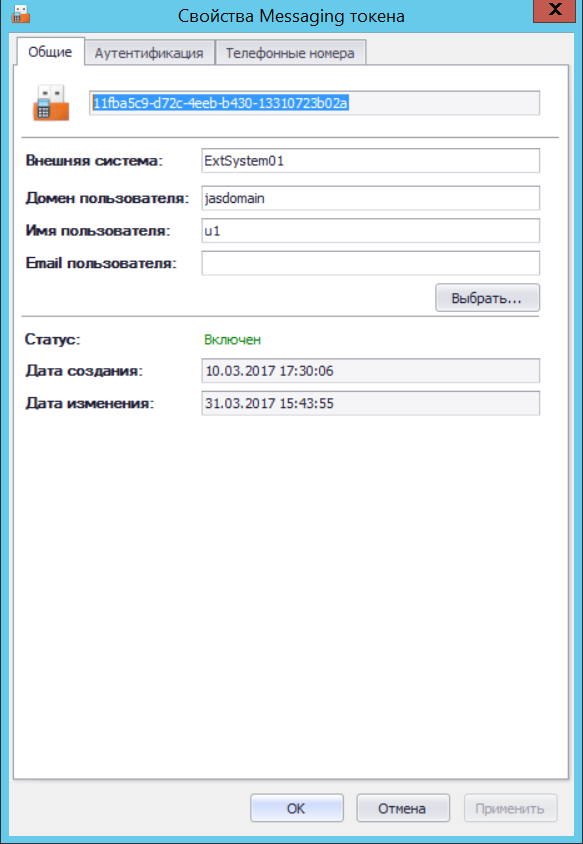 Свойства Messaging токена
X
Общие Аутентификация Телефонные номера
11fba5c9-d72c-4eeb-b430-13310723b02a
Внешняя система: ExtSystem01
Домен пользователя: jasdomain
Имя пользователя: u1
Email пользователя:
Выбрать...
Статус: Включен
Дата создания: 10.03.2017 17:30:06
Дата изменения: 31.03.2017 15:43:55
OK Отмена Применить